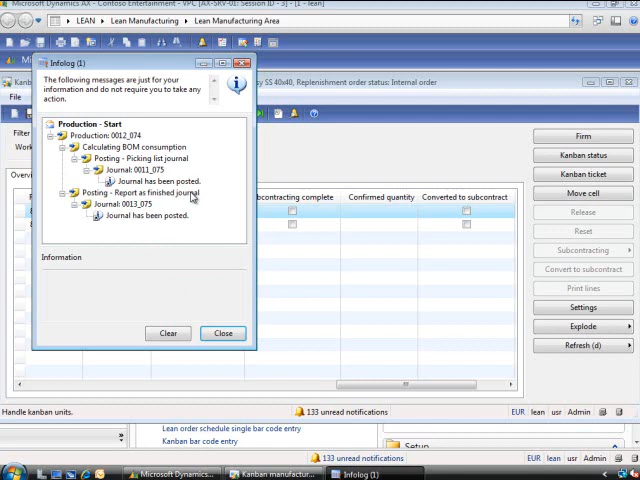 Microsoft Dynamics AX - Contoso Entertainment - VPC [AX-SRV-01: Session ID - 3] - [1 - lean]
LEAN ▸ Lean Manufacturing ▸ Lean Manufacturing Area
Infolog (1)
The following messages are just for your information and do not require you to take any action.
Production - Start
Production: 0012_074
Calculating BOM consumption
Posting - Picking list journal
Journal: 0011_075
Journal has been posted.
Posting - Report as finished journal
Journal: 0013_075
Journal has been posted.
Information
Clear
Close
SS 40x40, Replenishment order status: Internal order
File
Filter
Overv
complete
Confirmed quantity
Converted to subcontract
Firm
Kanban status
Kanban ticket
Move cell
Release
Reset
Subcontracting
Convert to subcontract
Print lines
Settings
Explode
Refresh (d)
Handle kanban units.
133 unread notifications
EUR lean usr Admin
Lean order schedule single bar code entry
Kanban bar code entry
Setup
133 unread notifications
EUR lean usr Admin
Microsoft Dynamics...
Kanban manufactur...
Infolog (1)